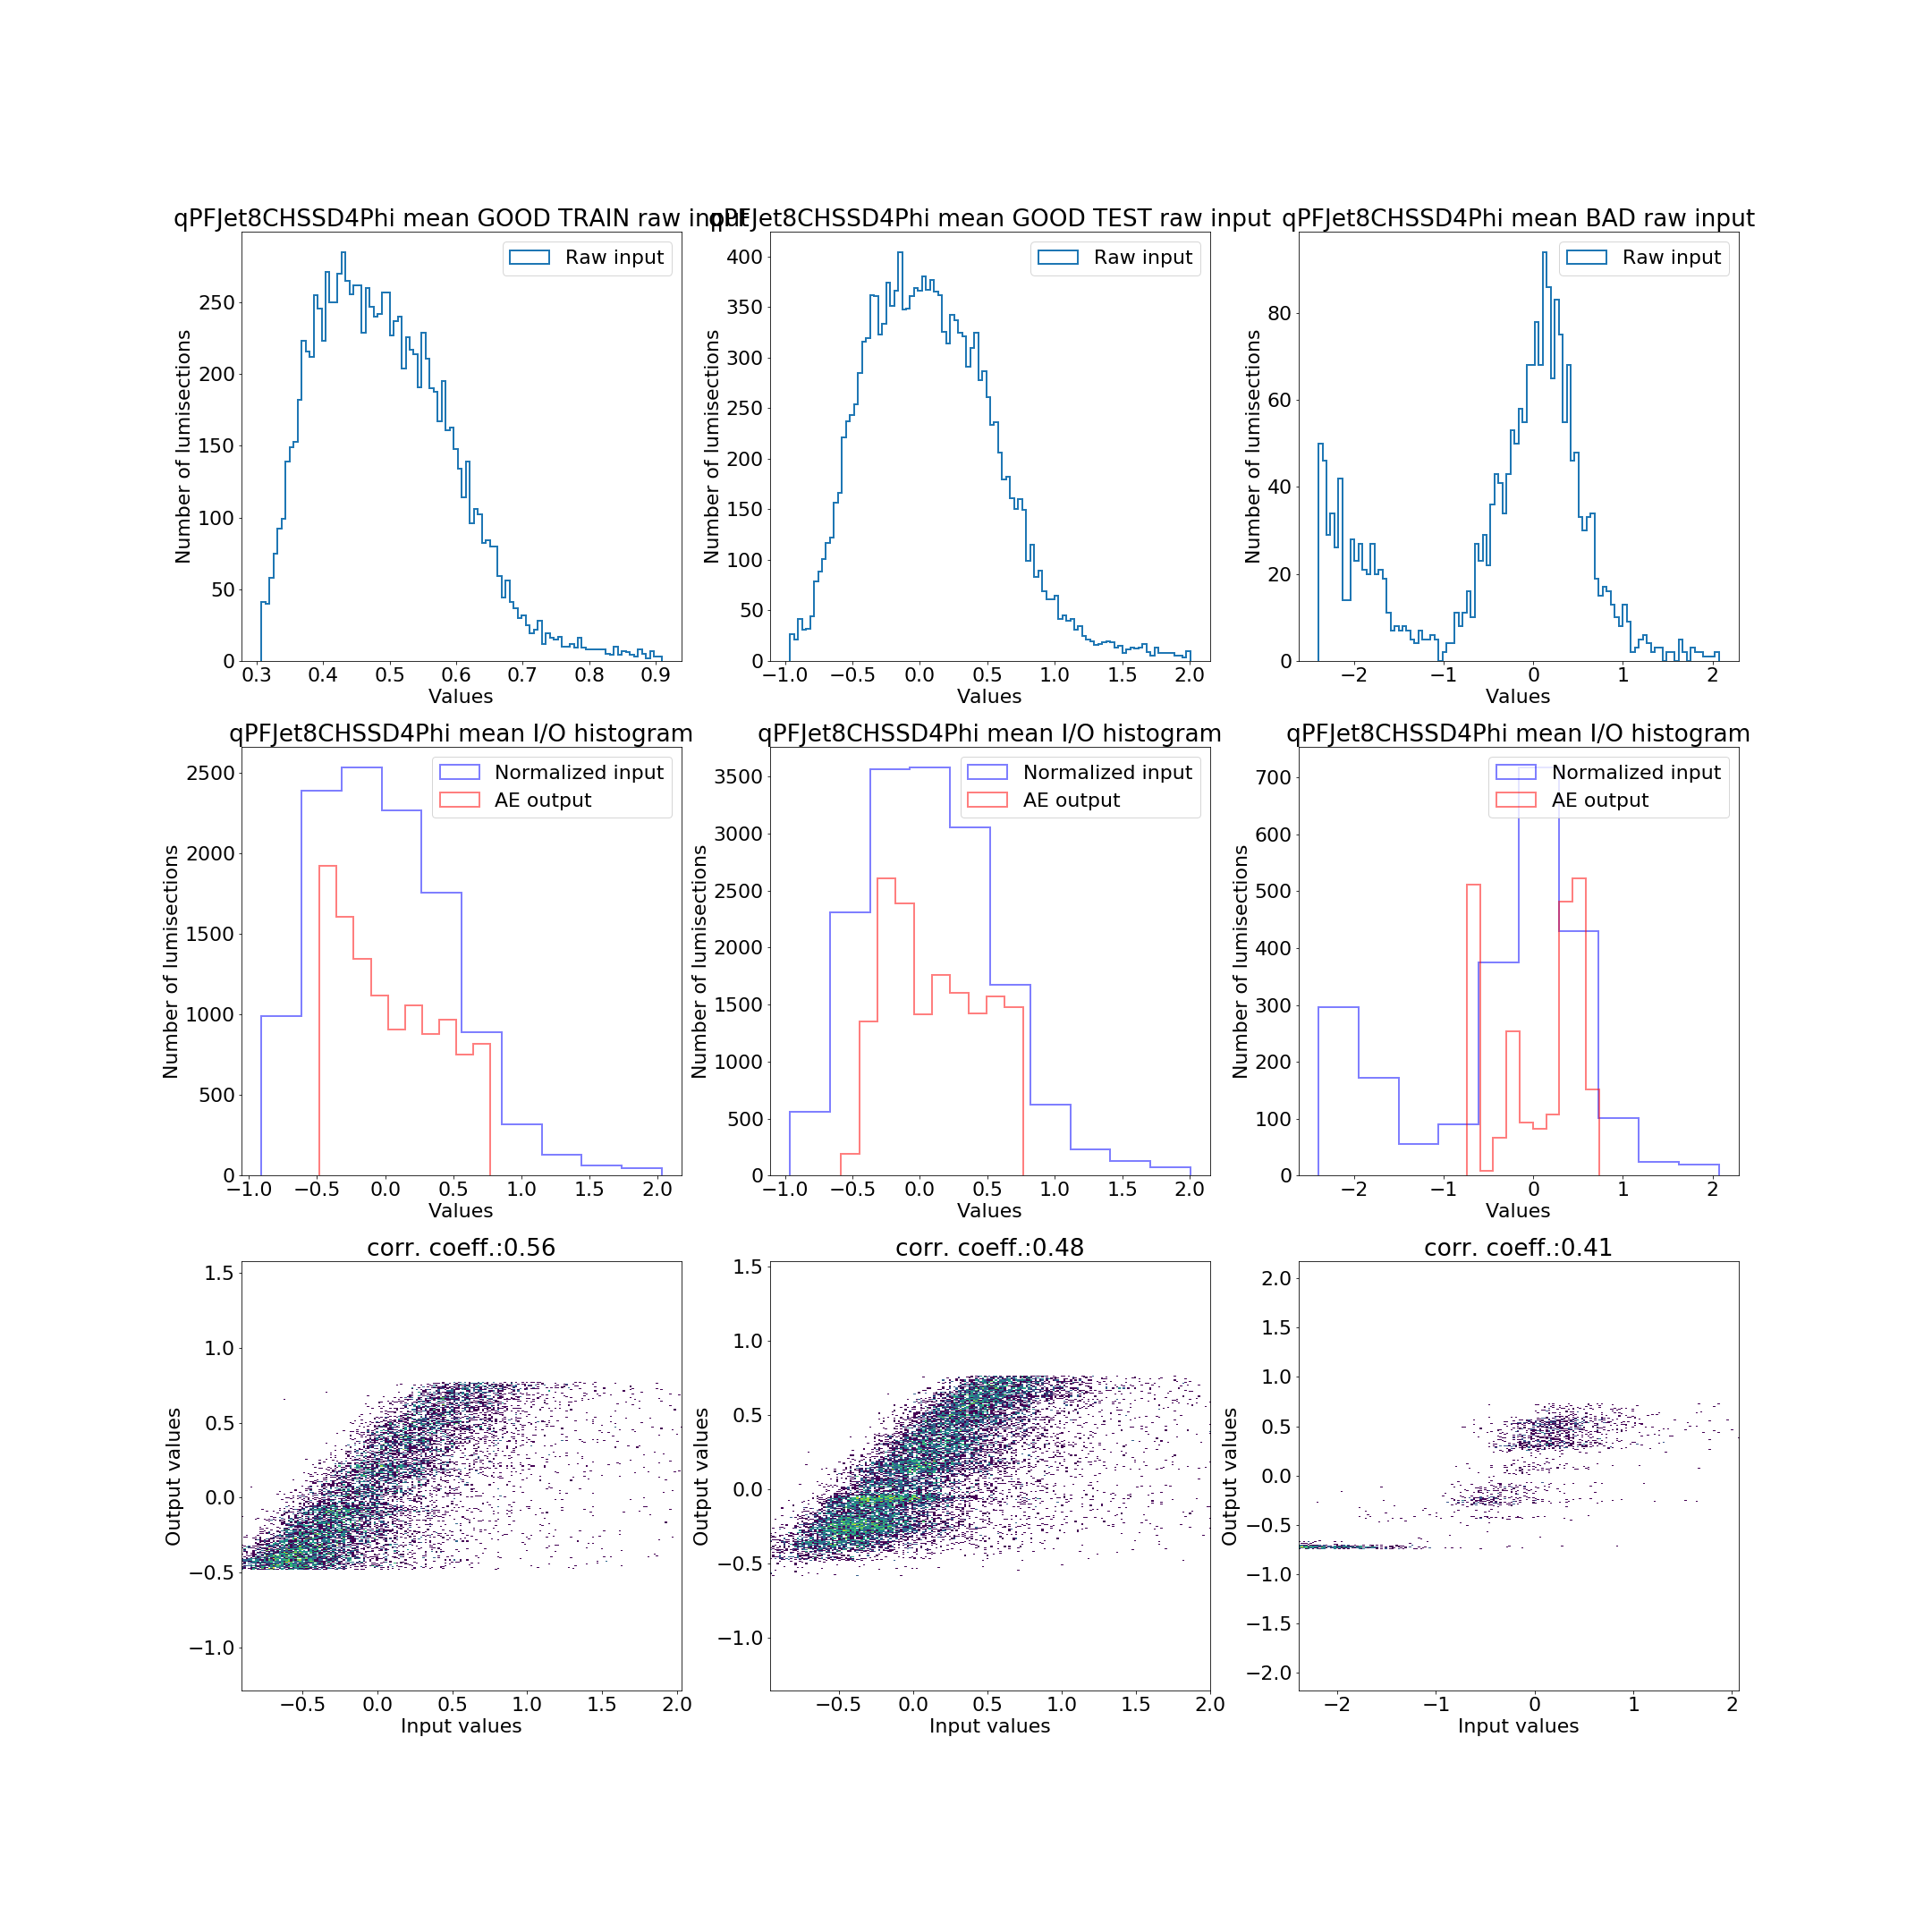 qPFJet8CHSSD4Phi mean GOOD TRAIN raw input
qPFJet8CHSSD4Phi mean GOOD TEST raw input
qPFJet8CHSSD4Phi mean BAD raw input
Raw input
Number of lumisections
250
200
150
100
50
0
0.3 0.4 0.5 0.6 0.7 0.8 0.9
Values
Raw input
Number of lumisections
400
350
300
250
200
150
100
50
0
−1.0 −0.5 0.0 0.5 1.0 1.5 2.0
Values
Raw input
Number of lumisections
80
60
40
20
0
−2 −1 0 1 2
Values
qPFJet8CHSSD4Phi mean I/O histogram
Normalized input
AE output
Number of lumisections
2500
2000
1500
1000
500
0
−1.0 −0.5 0.0 0.5 1.0 1.5 2.0
Values
qPFJet8CHSSD4Phi mean I/O histogram
Normalized input
AE output
Number of lumisections
3500
3000
2500
2000
1500
1000
500
0
−1.0 −0.5 0.0 0.5 1.0 1.5 2.0
Values
qPFJet8CHSSD4Phi mean I/O histogram
Normalized input
AE output
Number of lumisections
700
600
500
400
300
200
100
0
−2 −1 0 1 2
Values
corr. coeff.:0.56
Output values
1.5
1.0
0.5
0.0
−0.5
−1.0
−0.5 0.0 0.5 1.0 1.5 2.0
Input values
corr. coeff.:0.48
Output values
1.5
1.0
0.5
0.0
−0.5
−1.0
−0.5 0.0 0.5 1.0 1.5 2.0
Input values
corr. coeff.:0.41
Output values
2.0
1.5
1.0
0.5
0.0
−0.5
−1.0
−1.5
−2.0
−2 −1 0 1 2
Input values